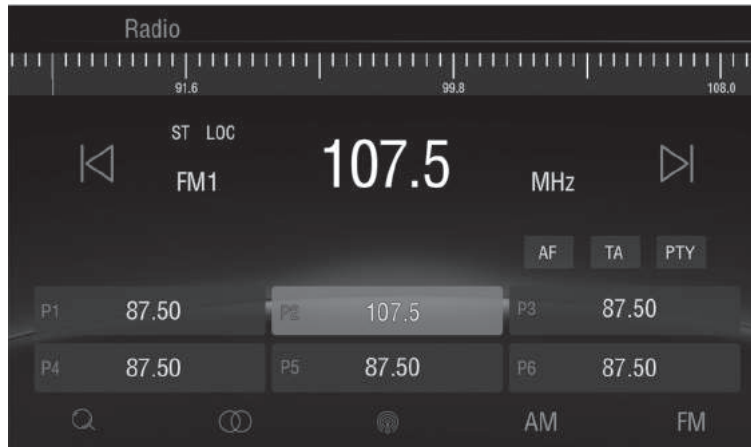 Radio
91.6 99.8 108.0
ST LOC
107.5
FM1 MHz
AF TA PTY
P1 87.50 P2 107.5 P3 87.50
P4 87.50 P5 87.50 P6 87.50
AM FM